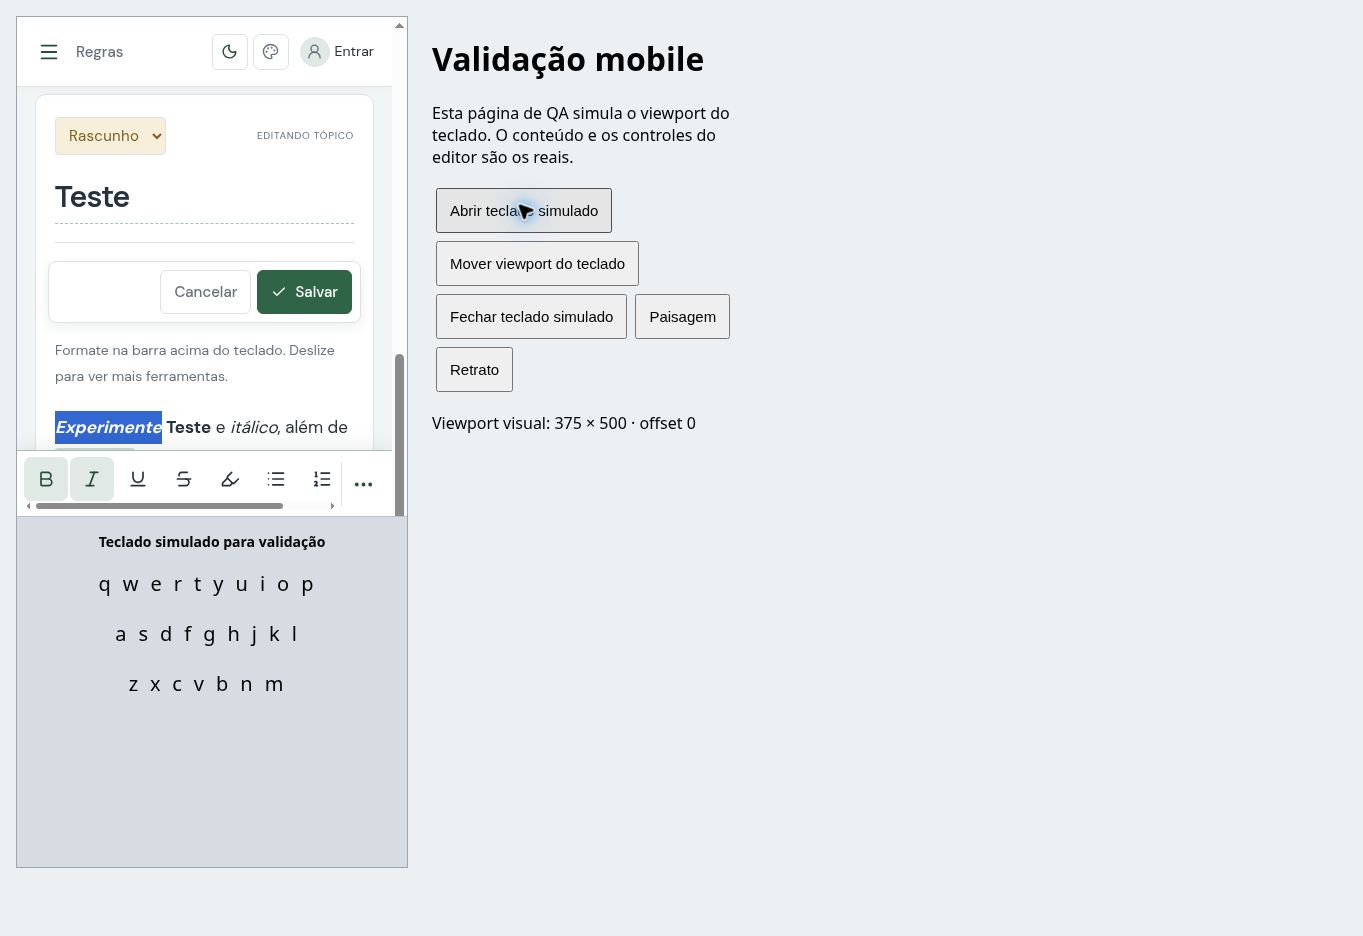 Regras
Entrar
Rascunho
EDITANDO TÓPICO
Teste
Cancelar
Salvar
Formate na barra acima do teclado. Deslize
para ver mais ferramentas.
Experimente Teste e itálico, além de
Teclado simulado para validação
q w e r t y u i o p
a s d f g h j k l
z x c v b n m
Validação mobile
Esta página de QA simula o viewport do
teclado. O conteúdo e os controles do
editor são os reais.
Abrir teclado simulado
Mover viewport do teclado
Fechar teclado simulado
Paisagem
Retrato
Viewport visual: 375 × 500 · offset 0